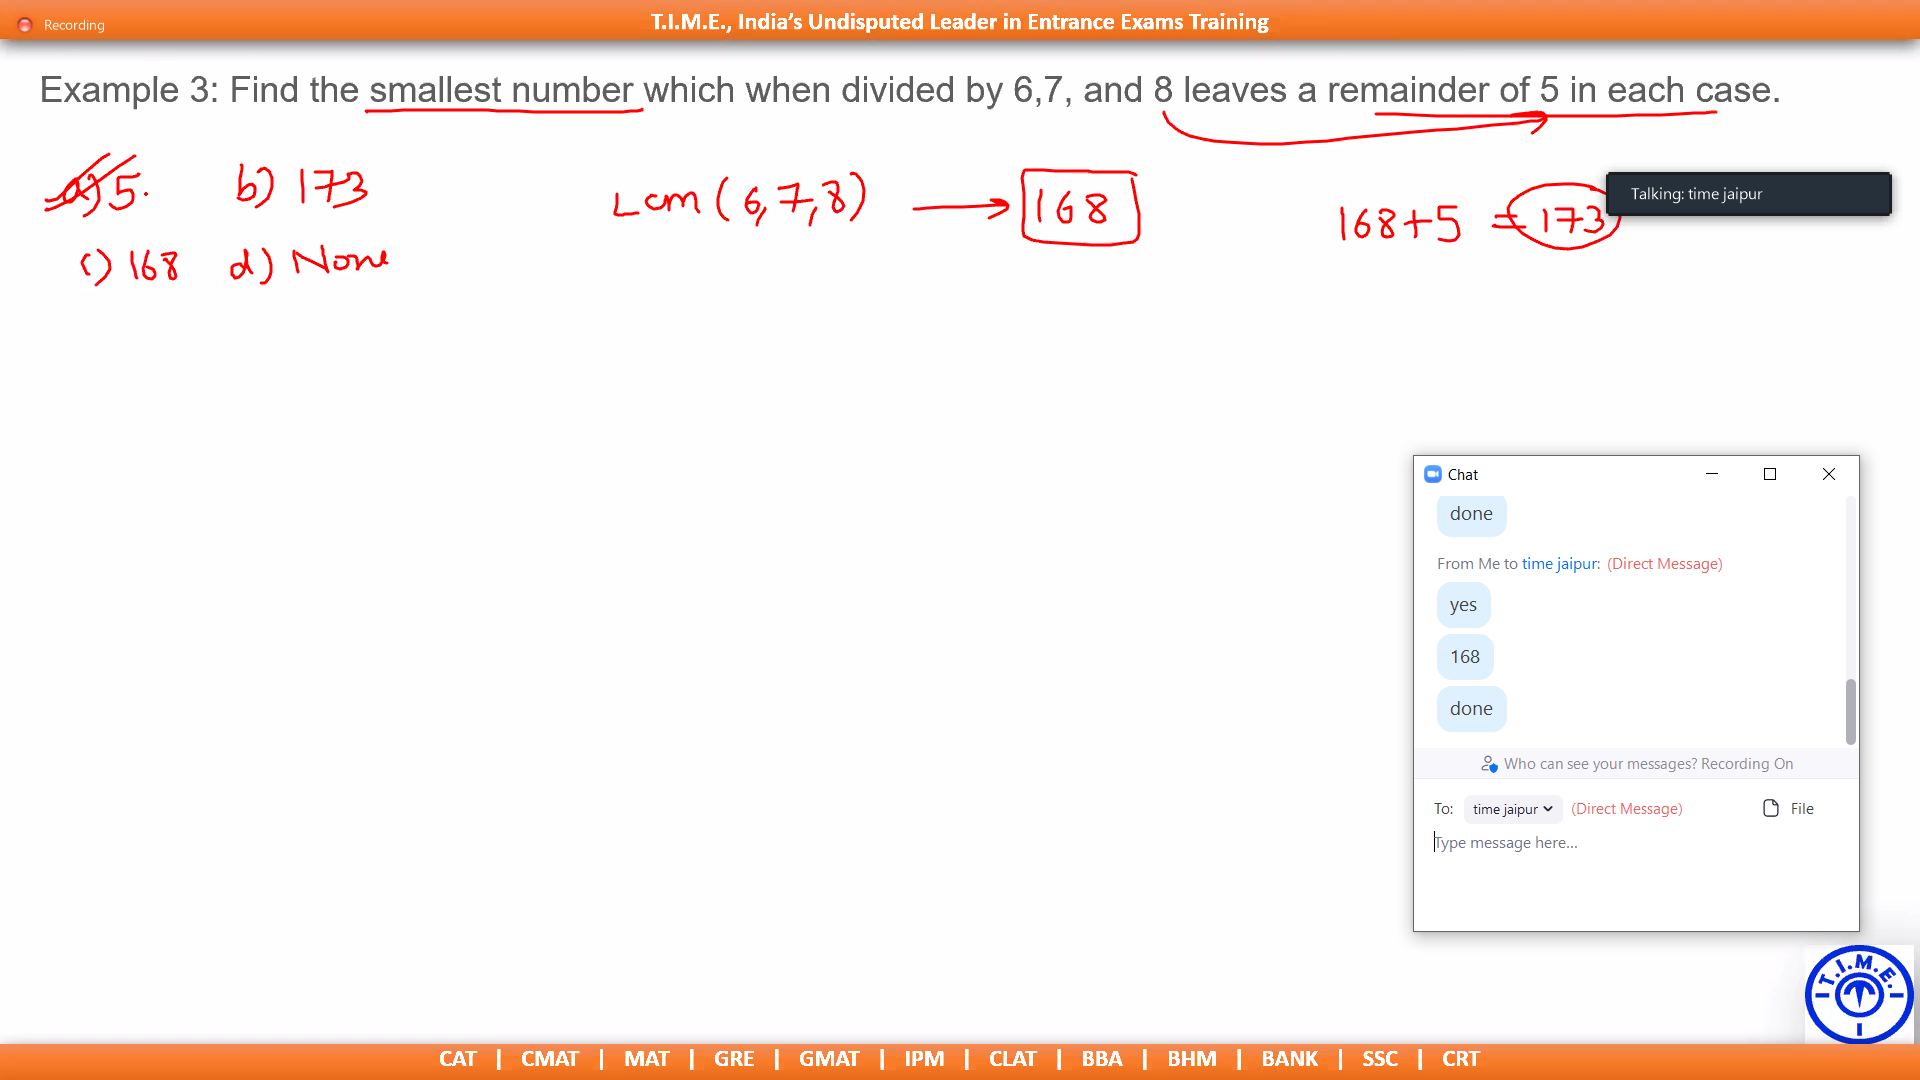 Recording
T.I.M.E., India's Undisputed Leader in Entrance Exams Training
Example 3: Find the smallest number which when divided by 6,7, and 8 leaves a remainder of 5 in each case.
a) 5. b) 173
c) 168 d) None
Lcm (6,7,8) → 168
168+5 = 173
Talking: time jaipur
Chat
done
From Me to time jaipur: (Direct Message)
yes
168
done
Who can see your messages? Recording On
To: time jaipur (Direct Message) File
Type message here...
T.I.M.E.
CAT | CMAT | MAT | GRE | GMAT | IPM | CLAT | BBA | BHM | BANK | SSC | CRT